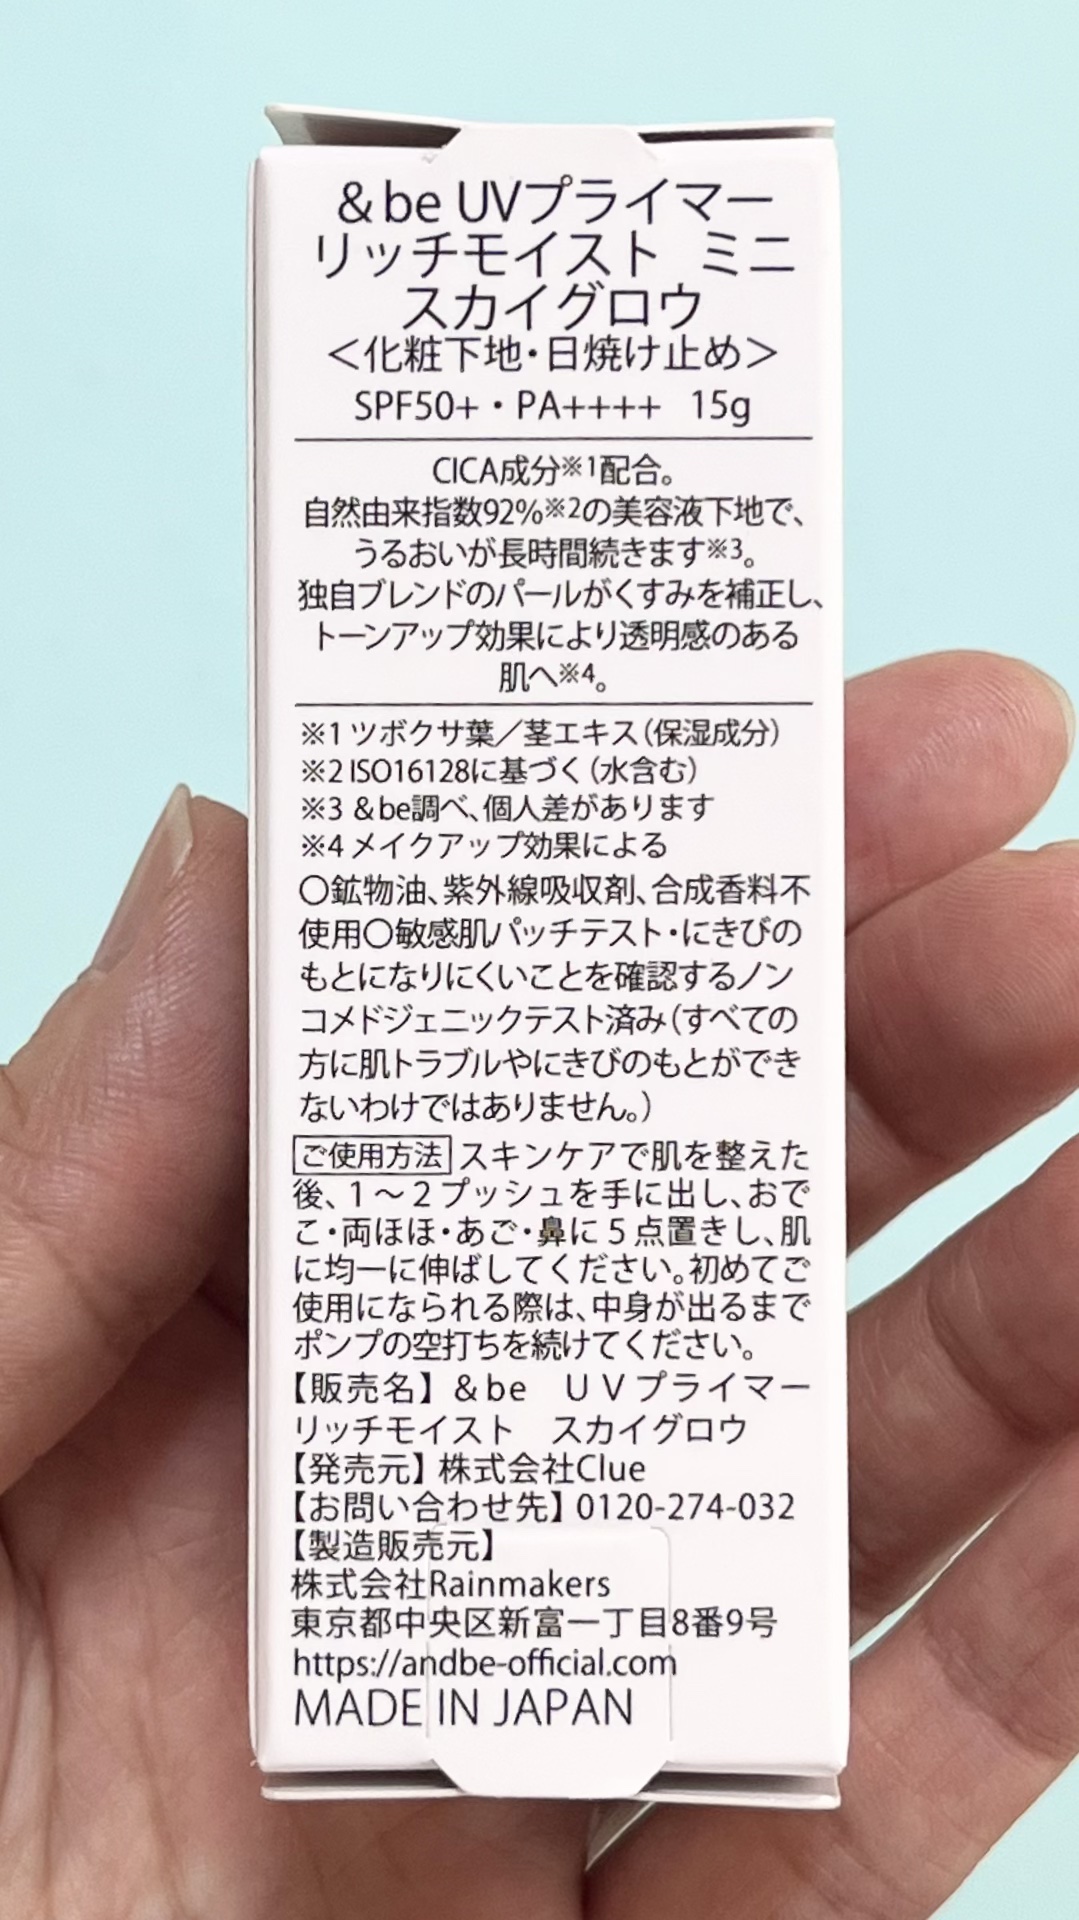 &be UVプライマー
リッチモイスト ミニ
スカイグロウ
＜化粧下地・日焼け止め＞
SPF50+・PA++++ 15g
CICA成分※1配合。
自然由来指数92%※2の美容液下地で、
うるおいが長時間続きます※3。
独自ブレンドのパールがくすみを補正し、
トーンアップ効果により透明感のある
肌へ※4。
※1 ツボクサ葉／茎エキス（保湿成分）
※2 ISO16128に基づく（水含む）
※3 &be調べ、個人差があります
※4 メイクアップ効果による
〇鉱物油、紫外線吸収剤、合成香料不
使用〇敏感肌パッチテスト・にきびの
もとになりにくいことを確認するノン
コメドジェニックテスト済み（すべての
方に肌トラブルやにきびのもとができ
ないわけではありません。）
ご使用方法 スキンケアで肌を整えた
後、1～2プッシュを手に出し、おで
こ・両ほほ・あご・鼻に5点置きし、肌
に均一に伸ばしてください。初めてご
使用になられる際は、中身が出るまで
ポンプの空打ちを続けてください。
【販売名】&be UVプライマー
リッチモイスト スカイグロウ
【発売元】株式会社Clue
【お問い合わせ先】0120-274-032
【製造販売元】
株式会社Rainmakers
東京都中央区新富一丁目8番9号
https://andbe-official.com
MADE IN JAPAN